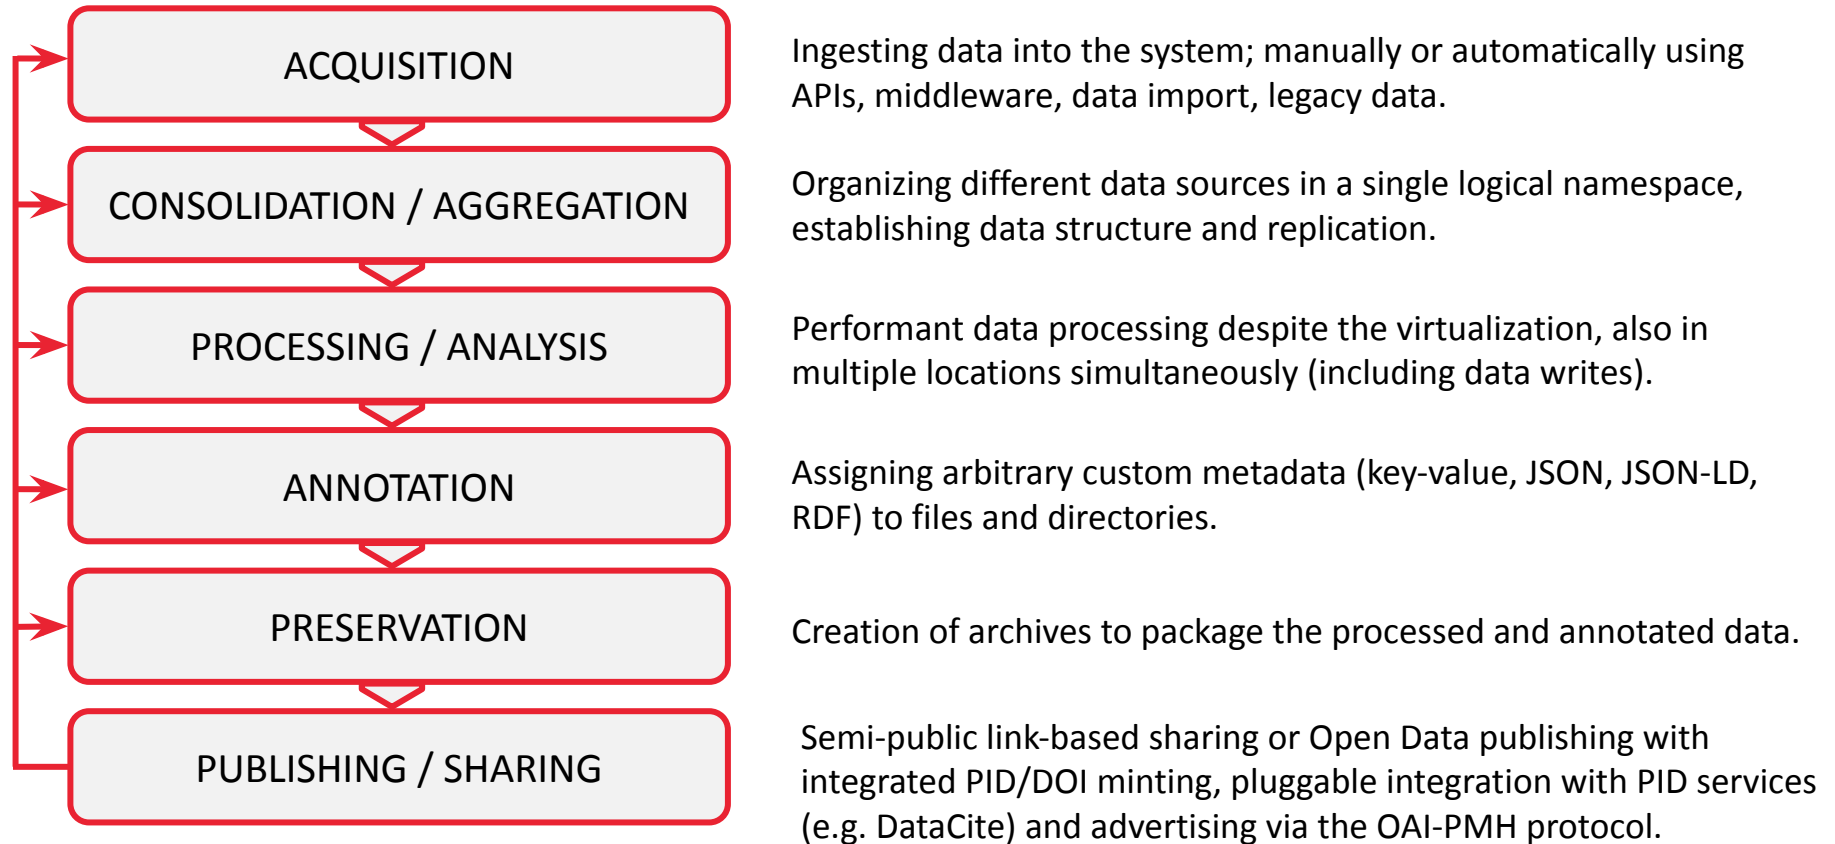 ACQUISITION
Ingesting data into the system; manually or automatically using
APIs, middleware, data import, legacy data.
CONSOLIDATION / AGGREGATION
Organizing different data sources in a single logical namespace,
establishing data structure and replication.
PROCESSING / ANALYSIS
Performant data processing despite the virtualization, also in
multiple locations simultaneously (including data writes).
ANNOTATION
Assigning arbitrary custom metadata (key-value, JSON, JSON-LD,
RDF) to files and directories.
PRESERVATION
Creation of archives to package the processed and annotated data.
PUBLISHING / SHARING
Semi-public link-based sharing or Open Data publishing with
integrated PID/DOI minting, pluggable integration with PID services
(e.g. DataCite) and advertising via the OAI-PMH protocol.